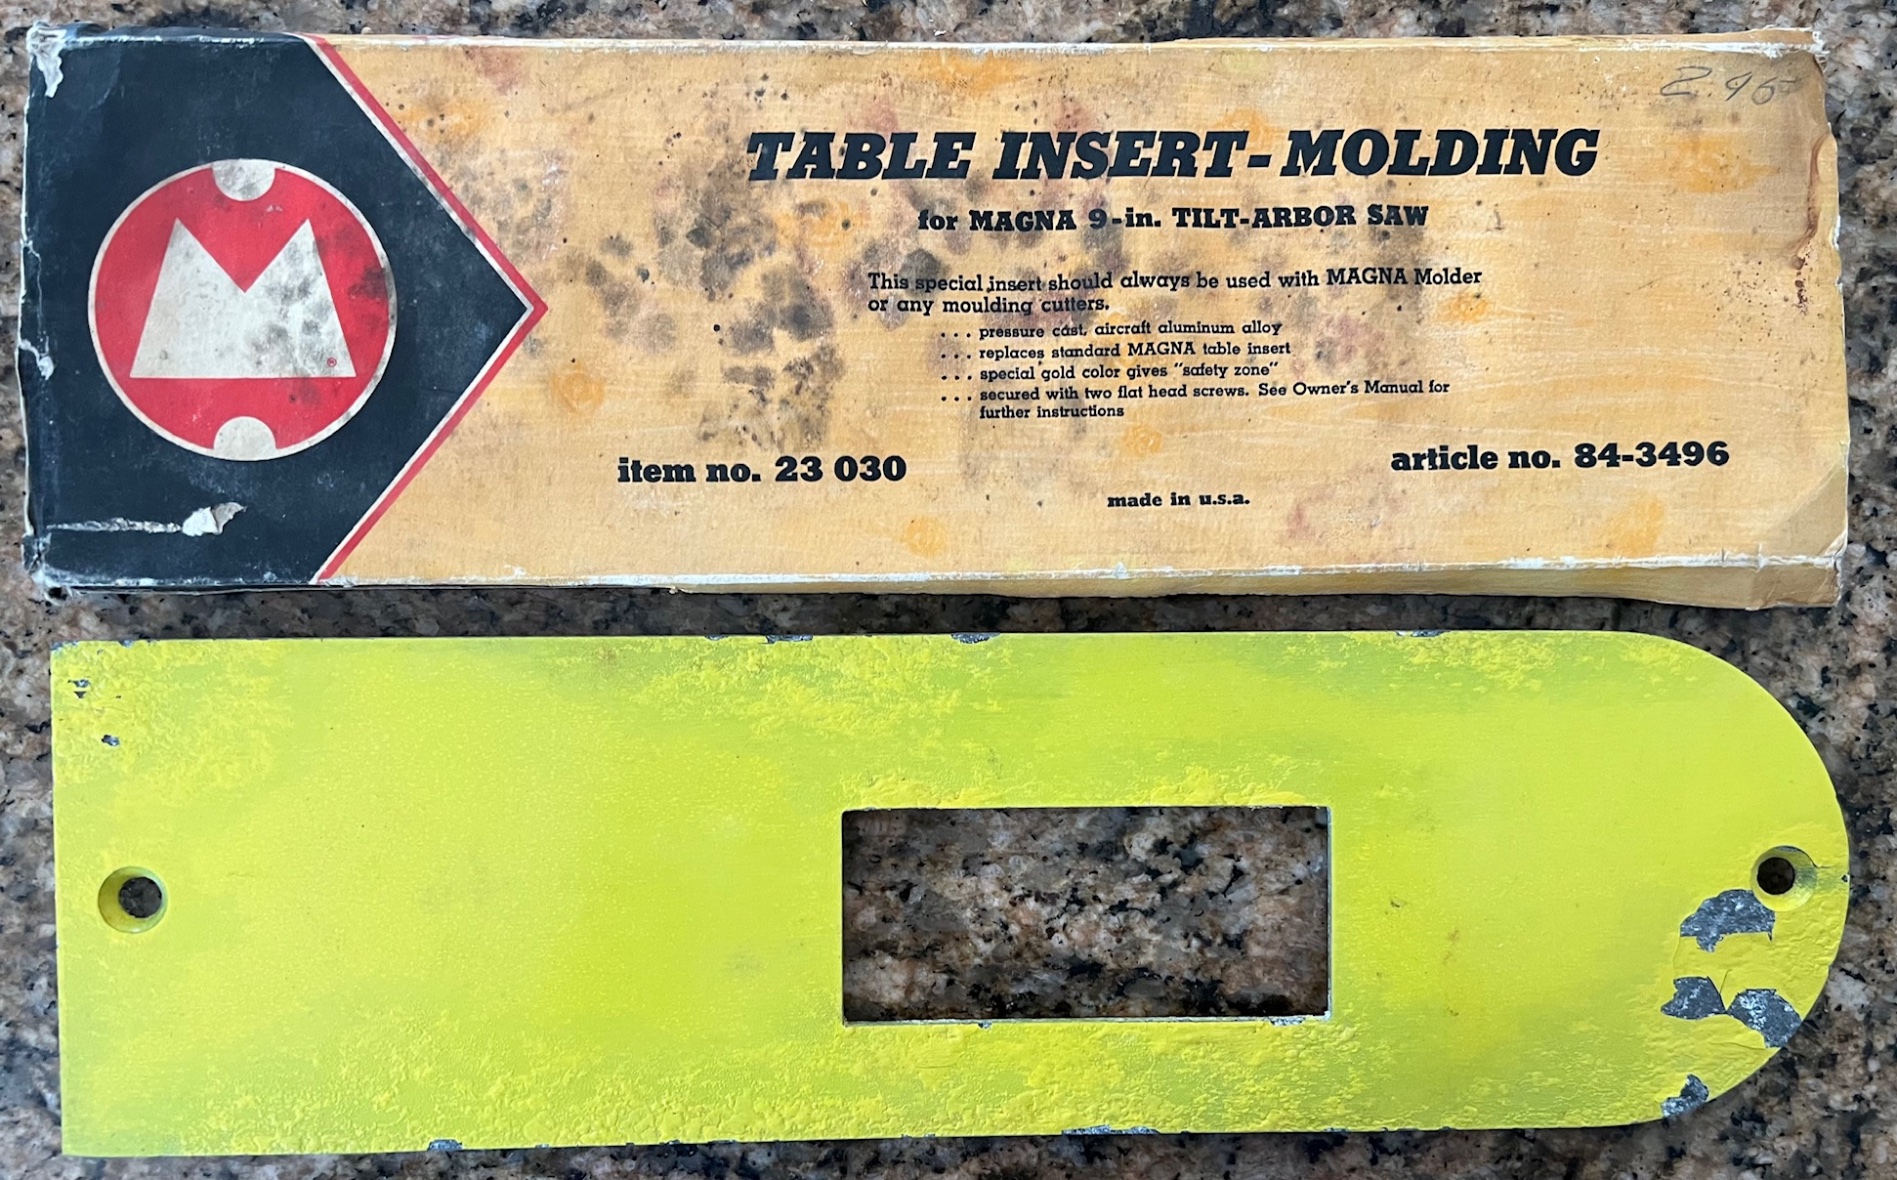 2.95
TABLE INSERT-MOLDING
for MAGNA 9-in. TILT-ARBOR SAW
This special insert should always be used with MAGNA Molder
or any moulding cutters.
... pressure cast, aircraft aluminum alloy
... replaces standard MAGNA table insert
... special gold color gives "safety zone"
... secured with two flat head screws. See Owner's Manual for
further instructions
M®
item no. 23 030
article no. 84-3496
made in u.s.a.